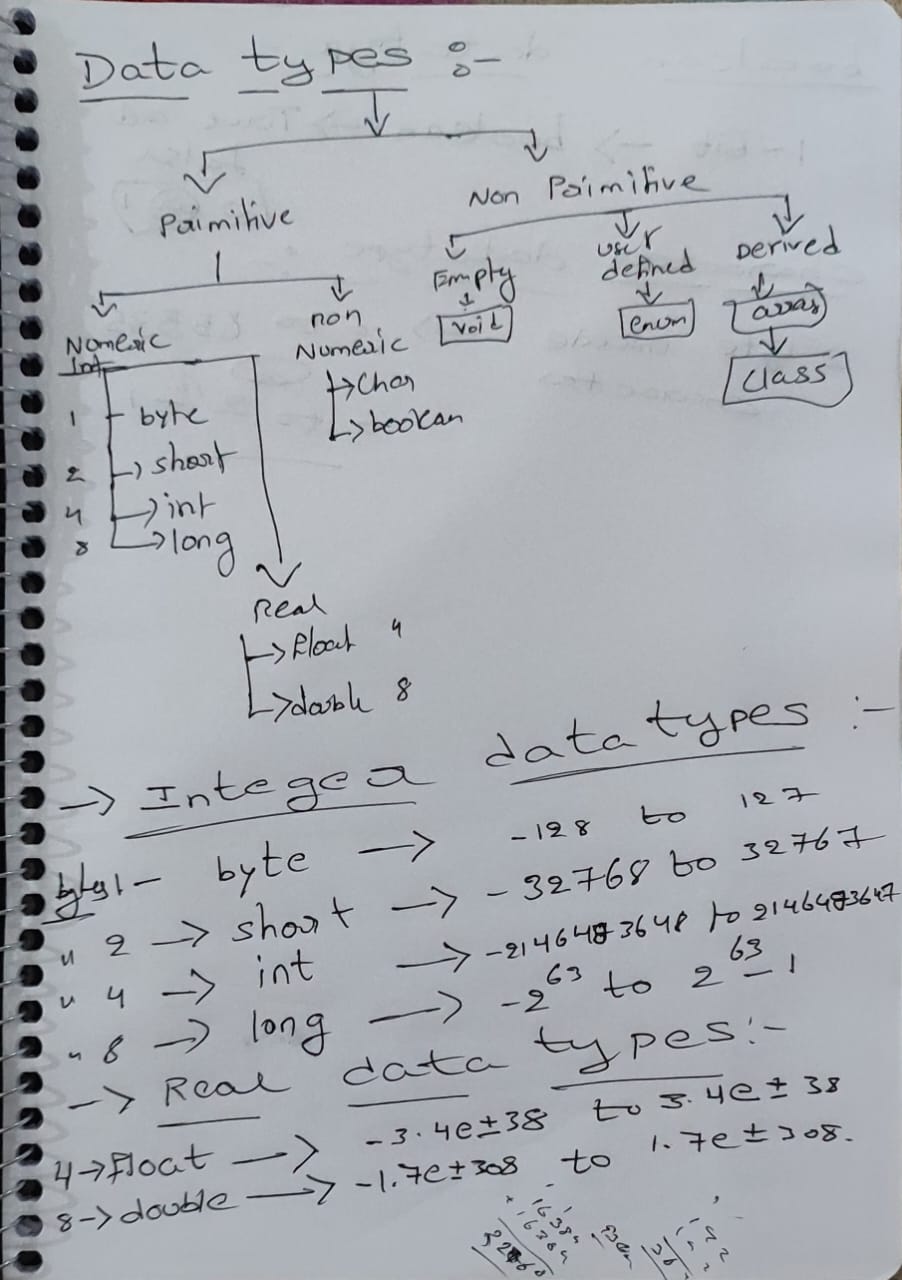 Data types :-
Primitive
Non Primitive
Empty
user defined
Derived
void
enum
array
class
Numeric
non Numeric
Int
→ Char
→ boolean
1 - byte
2 → short
4 → int
8 → long
Real
→ float 4
→ double 8
→ Integer data types :-
bytes 1 - byte → -128 to 127
" 2 → short → -32768 to 32767
" 4 → int → to
" 8 → long → -2^63 to 2^63 - 1
→ Real data types :-
4 → float → -3.4e±38 to 3.4e±38
8 → double → -1.7e±308 to 1.7e±308.